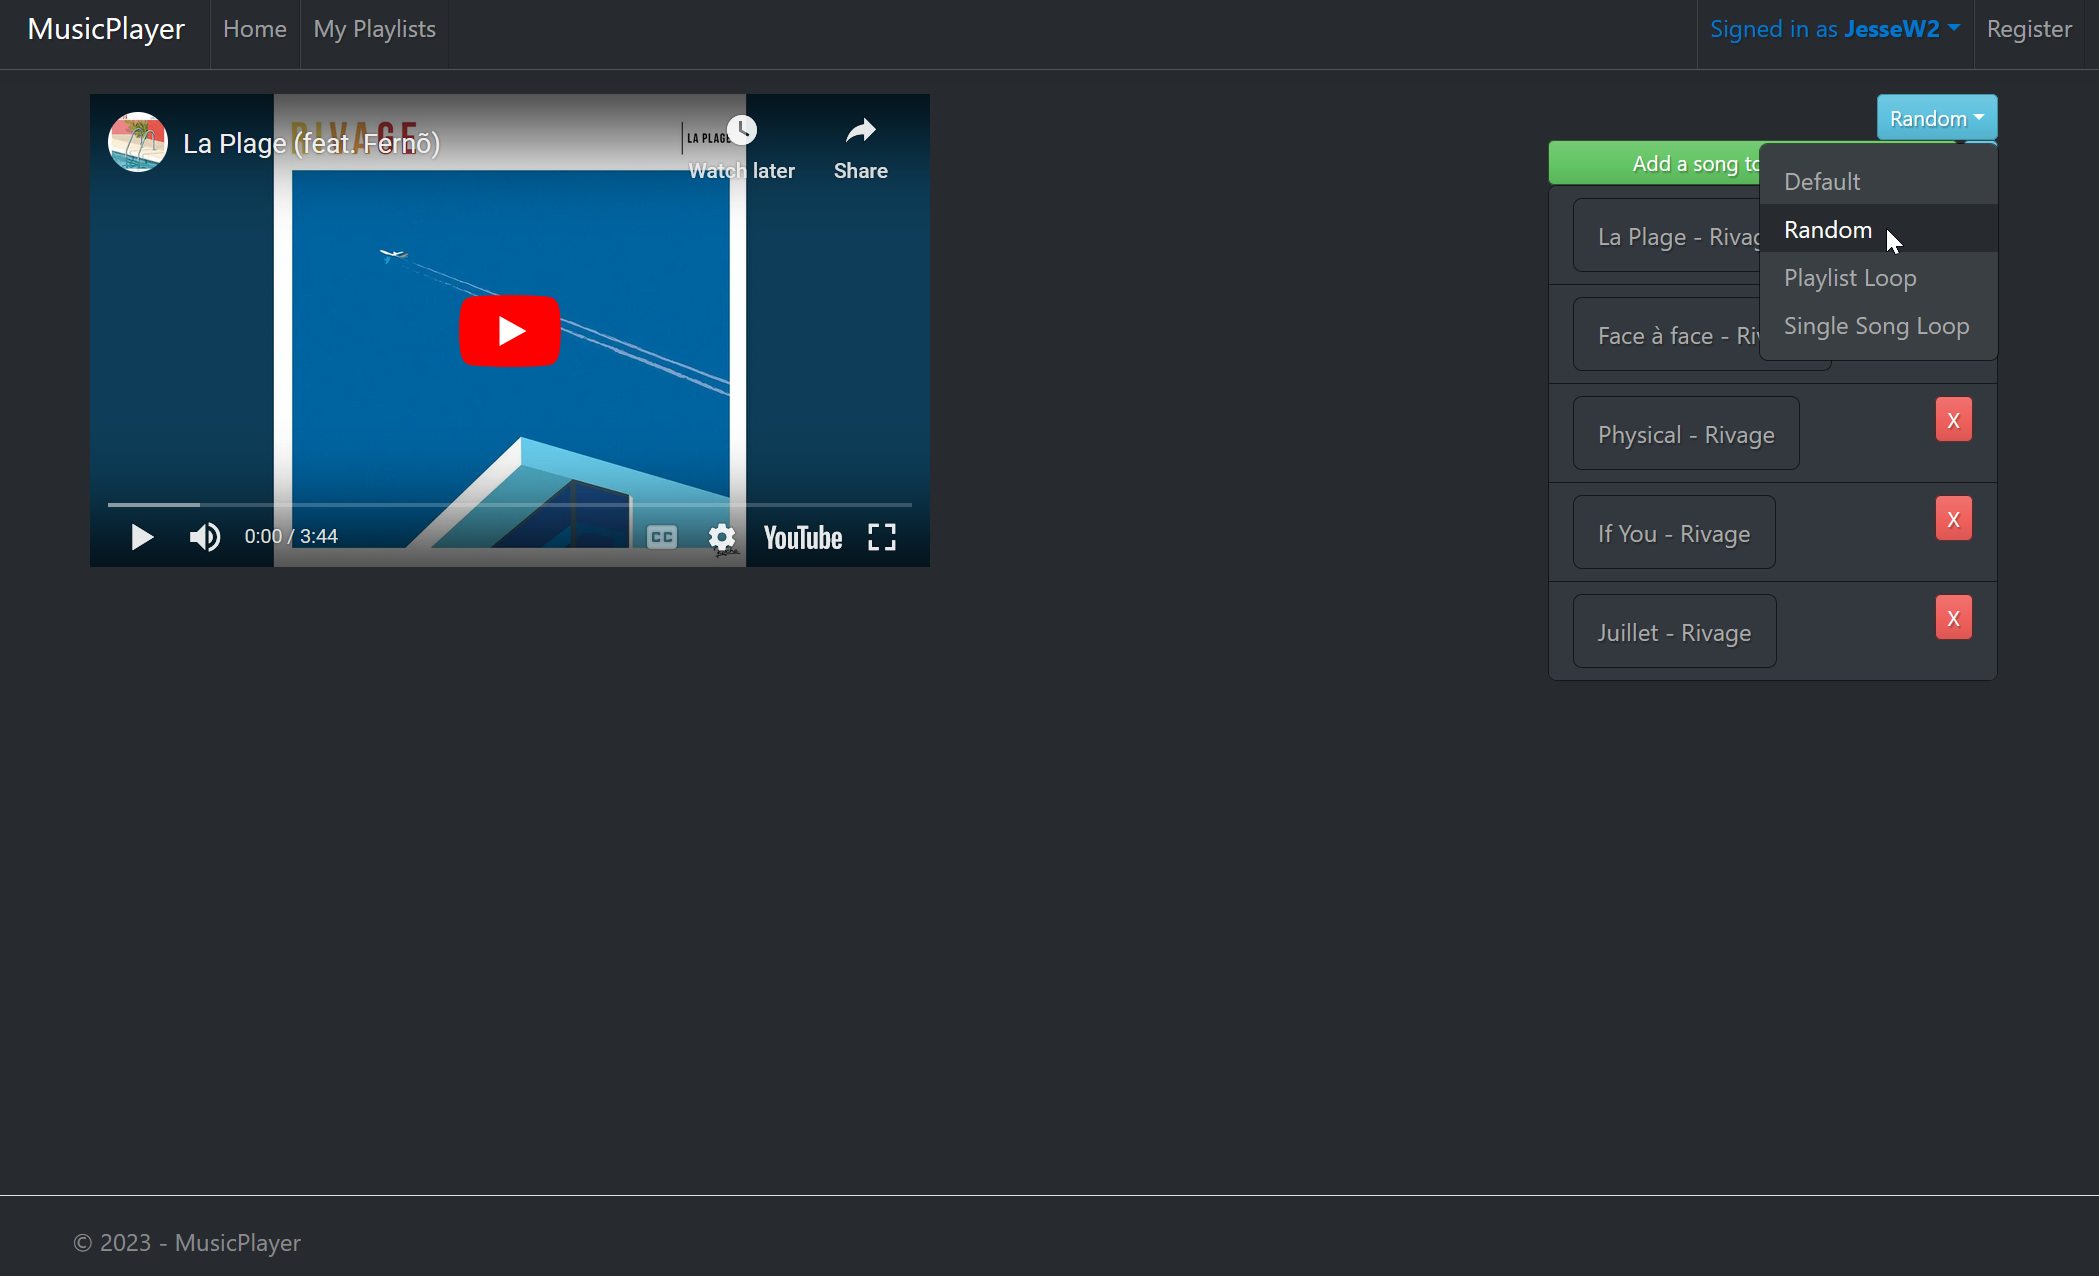 MusicPlayer Home My Playlists Signed in as JesseW2 Register
La Plage (feat. Fernõ)
RIVAGE
LA PLAGE
Watch later Share
0:00 / 3:44
CC
YouTube
Random
Add a song to
Default
Random
Playlist Loop
Single Song Loop
La Plage - Rivag
Face à face - Riv
Physical - Rivage X
If You - Rivage X
Juillet - Rivage X
© 2023 - MusicPlayer